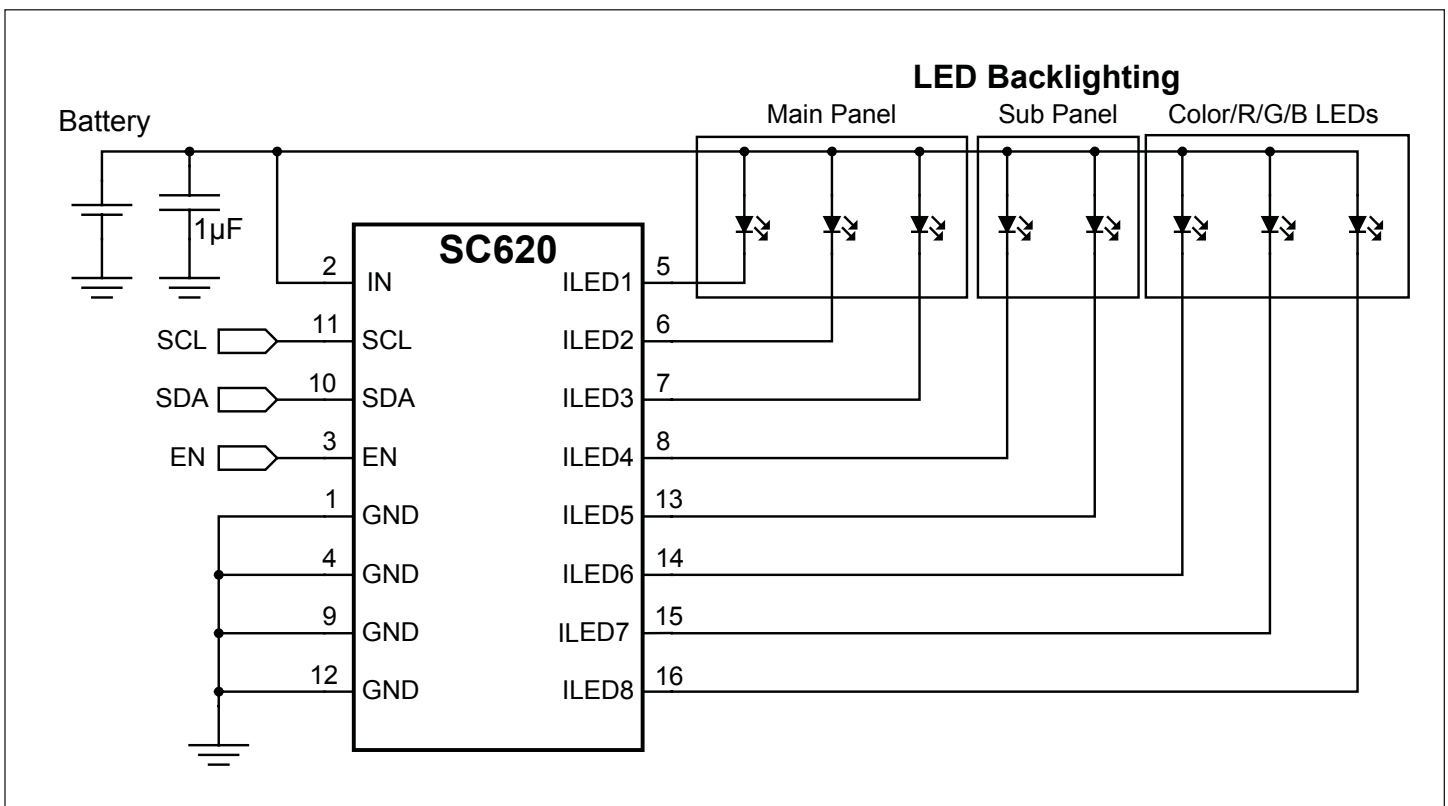 LED Backlighting
Main Panel Sub Panel Color/R/G/B LEDs
Battery
1µF
SC620
2 IN ILED1 5
SCL 11 SCL ILED2 6
SDA 10 SDA ILED3 7
EN 3 EN ILED4 8
1 GND ILED5 13
4 GND ILED6 14
9 GND ILED7 15
12 GND ILED8 16